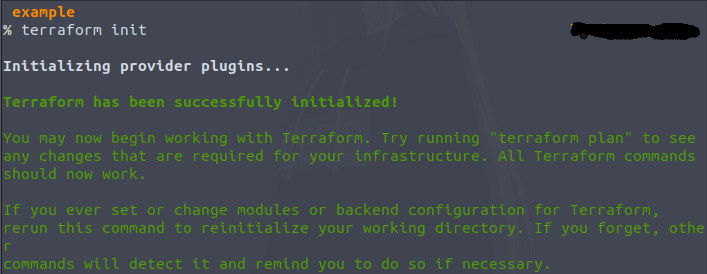 example
% terraform init
Initializing provider plugins...
Terraform has been successfully initialized!
You may now begin working with Terraform. Try running "terraform plan" to see
any changes that are required for your infrastructure. All Terraform commands
should now work.
If you ever set or change modules or backend configuration for Terraform,
rerun this command to reinitialize your working directory. If you forget, othe
r
commands will detect it and remind you to do so if necessary.